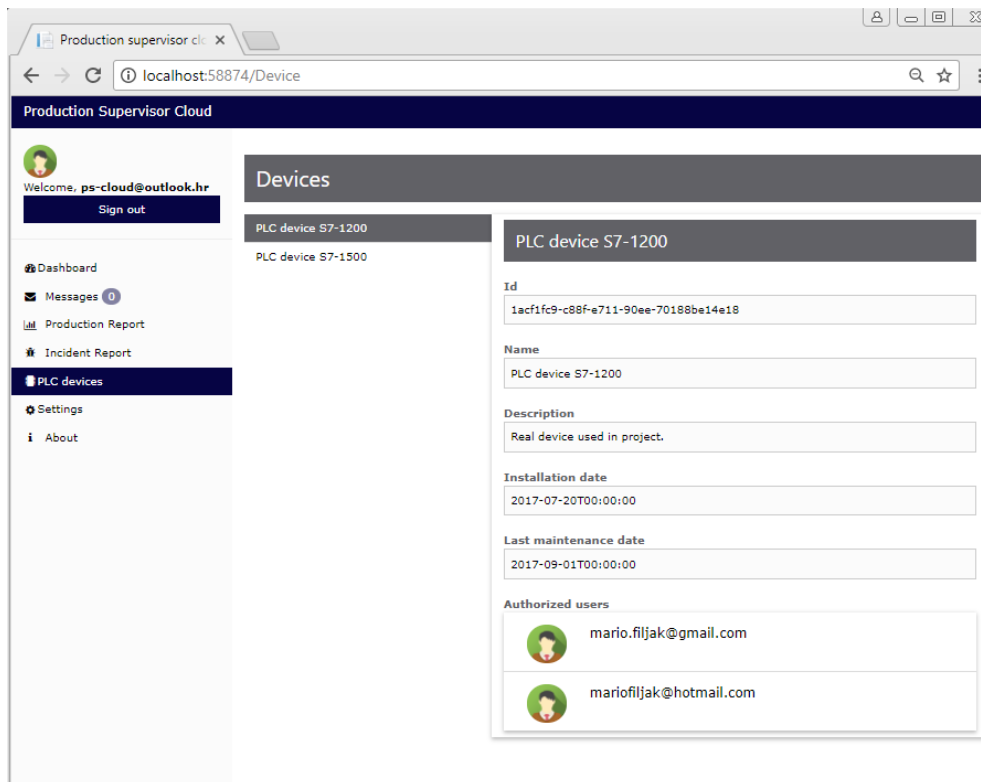 Production supervisor clo
localhost:58874/Device
Production Supervisor Cloud
Welcome, ps-cloud@outlook.hr
Sign out
Dashboard
Messages 0
Production Report
Incident Report
PLC devices
Settings
About
Devices
PLC device S7-1200
PLC device S7-1500
PLC device S7-1200
Id
1acf1fc9-c88f-e711-90ee-70188be14e18
Name
PLC device S7-1200
Description
Real device used in project.
Installation date
2017-07-20T00:00:00
Last maintenance date
2017-09-01T00:00:00
Authorized users
mario.filjak@gmail.com
mariofiljak@hotmail.com